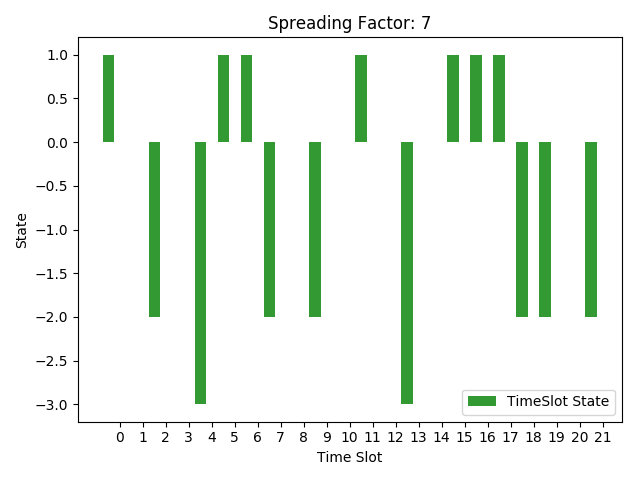 Spreading Factor: 7
State
1.0
0.5
0.0
−0.5
−1.0
−1.5
−2.0
−2.5
−3.0
TimeSlot State
0 1 2 3 4 5 6 7 8 9 10 11 12 13 14 15 16 17 18 19 20 21
Time Slot